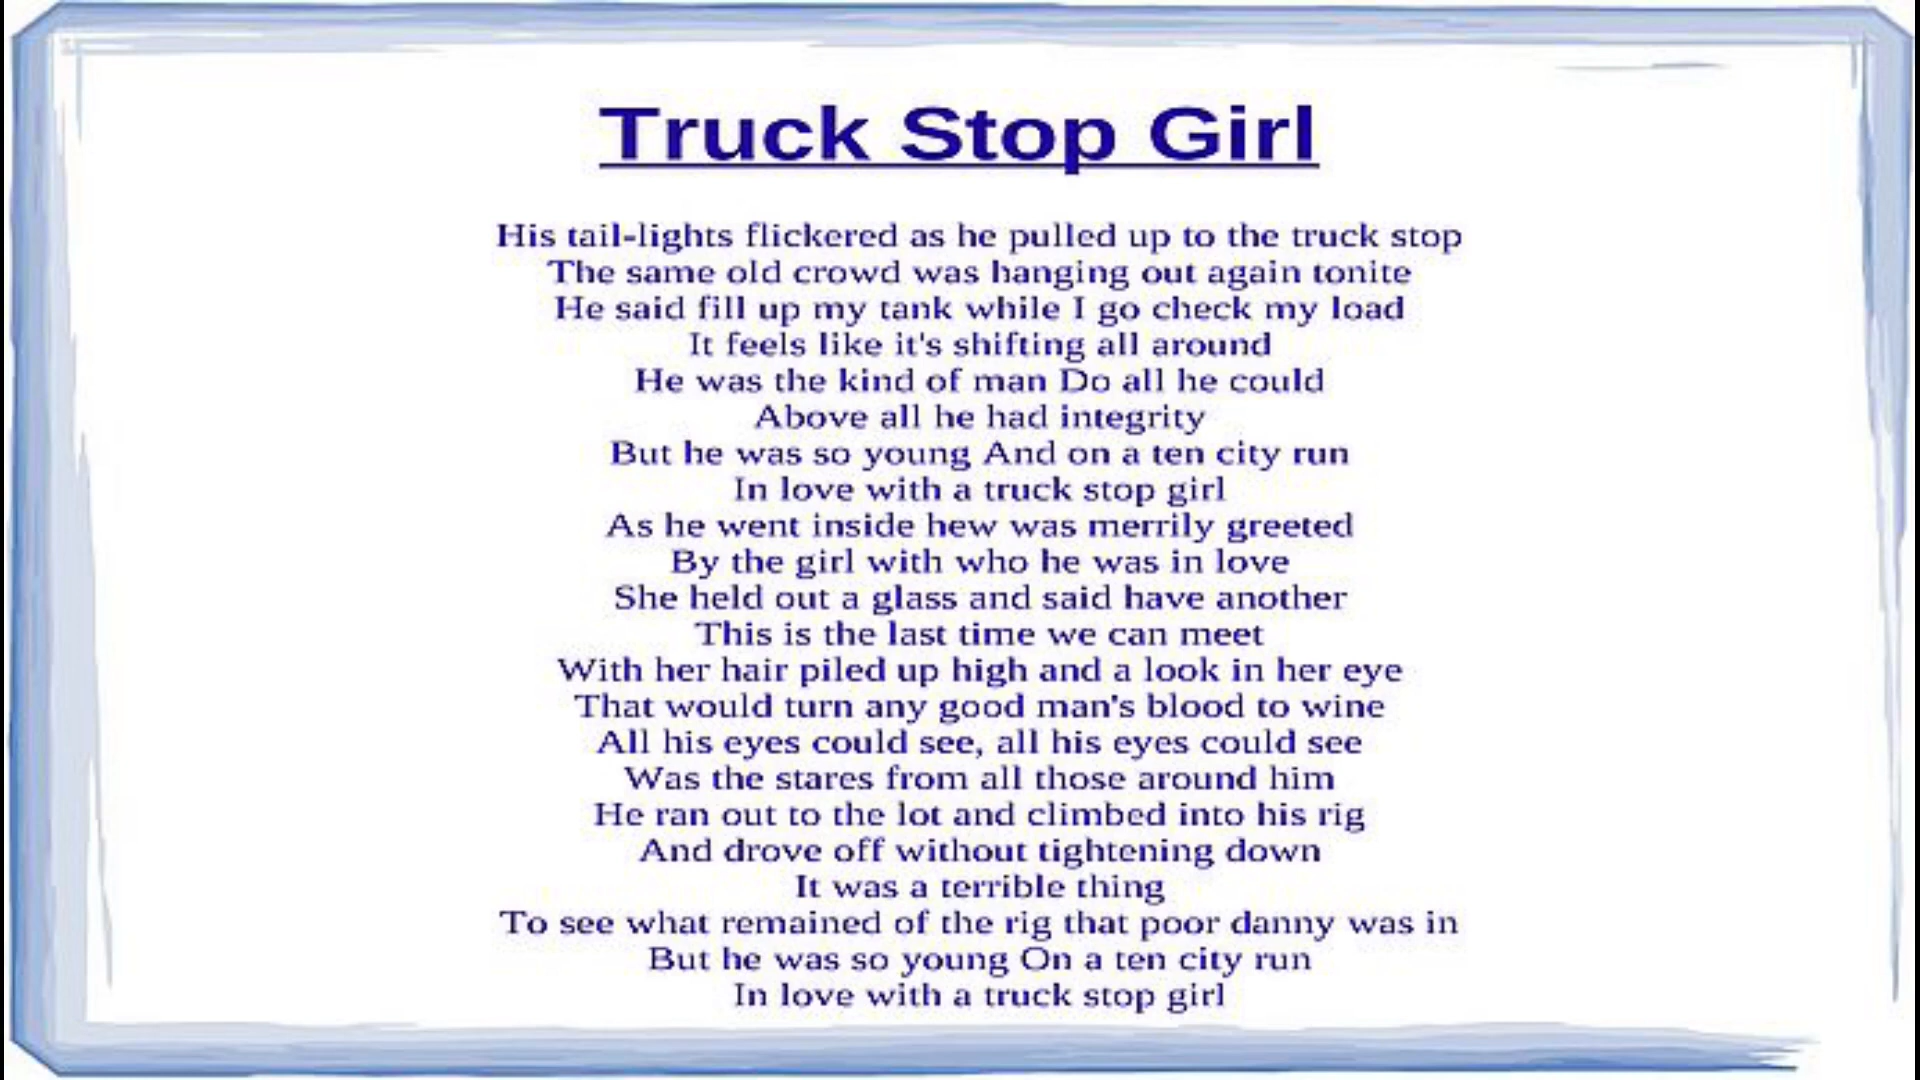 Truck Stop Girl
His tail-lights flickered as he pulled up to the truck stop
The same old crowd was hanging out again tonite
He said fill up my tank while I go check my load
It feels like it's shifting all around
He was the kind of man Do all he could
Above all he had integrity
But he was so young And on a ten city run
In love with a truck stop girl
As he went inside hew was merrily greeted
By the girl with who he was in love
She held out a glass and said have another
This is the last time we can meet
With her hair piled up high and a look in her eye
That would turn any good man's blood to wine
All his eyes could see, all his eyes could see
Was the stares from all those around him
He ran out to the lot and climbed into his rig
And drove off without tightening down
It was a terrible thing
To see what remained of the rig that poor danny was in
But he was so young On a ten city run
In love with a truck stop girl